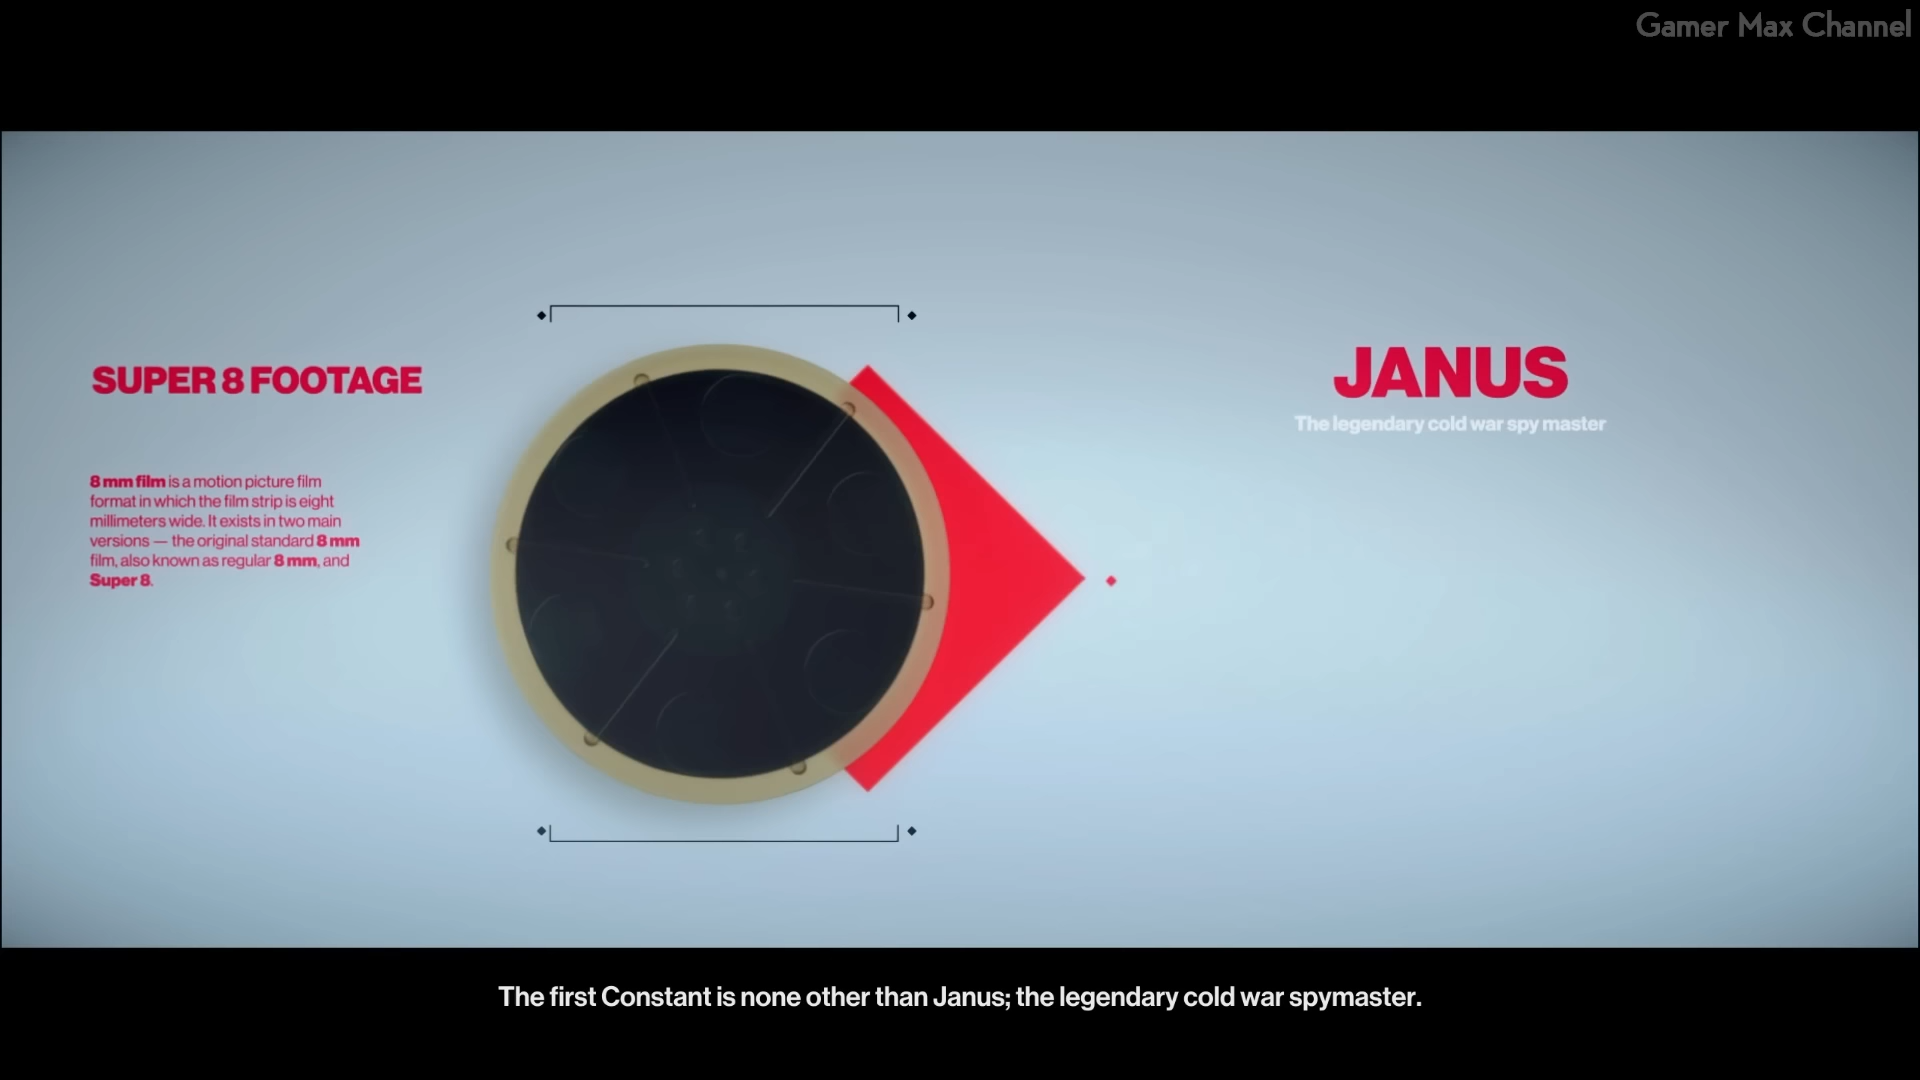 Gamer Max Channel
SUPER 8 FOOTAGE
8 mm film is a motion picture film
format in which the film strip is eight
millimeters wide. It exists in two main
versions — the original standard 8 mm
film, also known as regular 8 mm, and
Super 8.
JANUS
The legendary cold war spy master
The first Constant is none other than Janus; the legendary cold war spymaster.